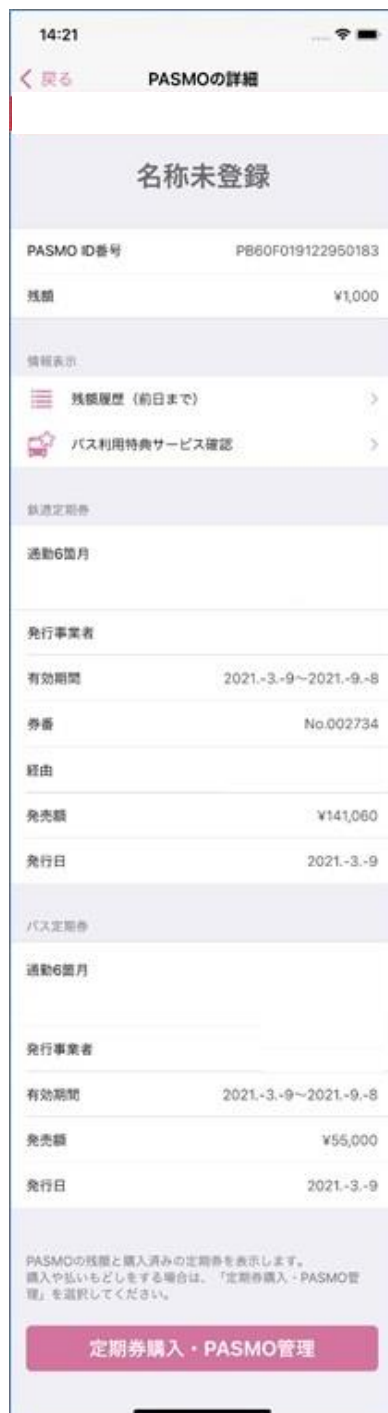 14:21
戻る
PASMOの詳細
名称未登録
PASMO ID番号 PB60F019122950183
残額 ¥1,000
情報表示
残額履歴（前日まで）
バス利用特典サービス確認
鉄道定期券
通勤6箇月
発行事業者
有効期間 2021.-3.-9～2021.-9.-8
券番 No.002734
経由
発売額 ¥141,060
発行日 2021.-3.-9
バス定期券
通勤6箇月
発行事業者
有効期間 2021.-3.-9～2021.-9.-8
発売額 ¥55,000
発行日 2021.-3.-9
PASMOの残額と購入済みの定期券を表示します。
購入や払いもどしをする場合は、「定期券購入・PASMO管
理」を選択してください。
定期券購入・PASMO管理